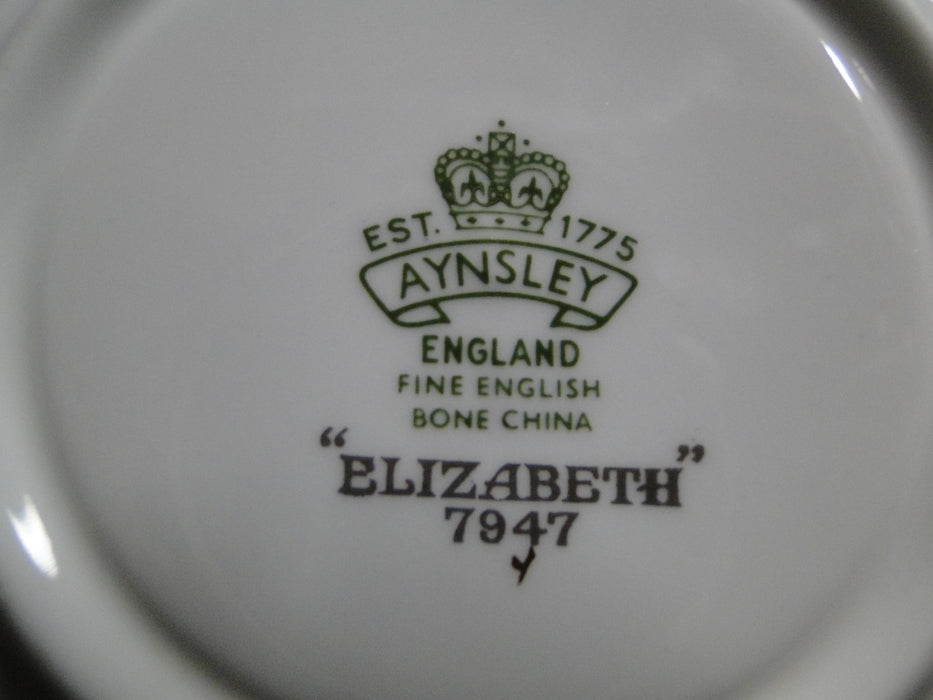 EST. 1775
AYNSLEY
ENGLAND
FINE ENGLISH
BONE CHINA
“ELIZABETH”
7947